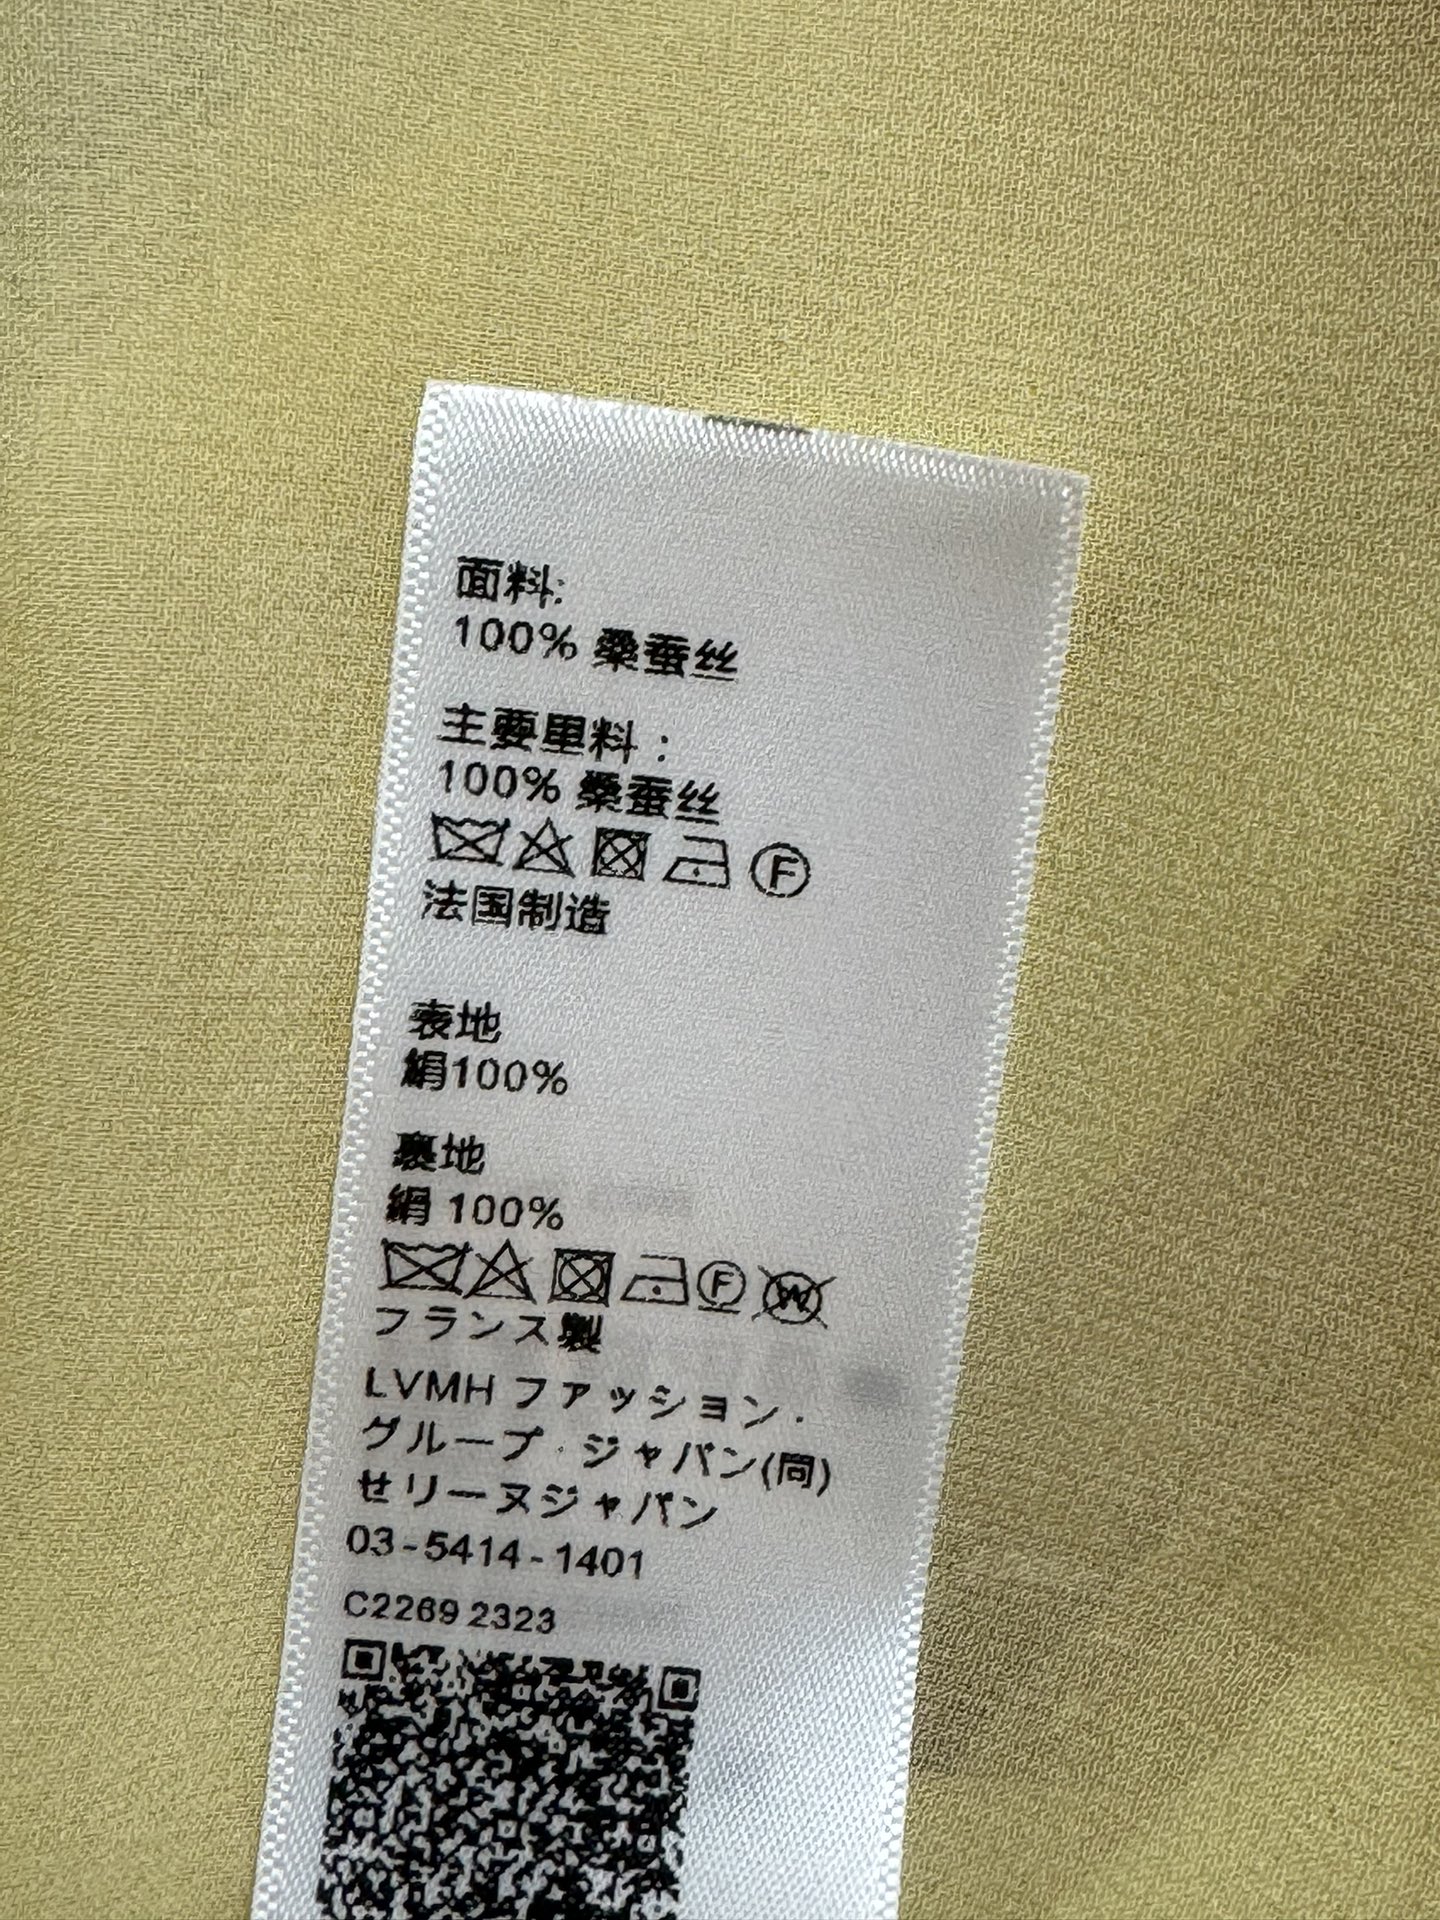 面料:
100% 桑蚕丝
主要里料：
100% 桑蚕丝
F
法国制造
表地
絹100%
裏地
絹 100%
F W
フランス製
LVMH ファッション·
グループ·ジャパン(同)
セリーヌジャパン
03-5414-1401
C2269 2323